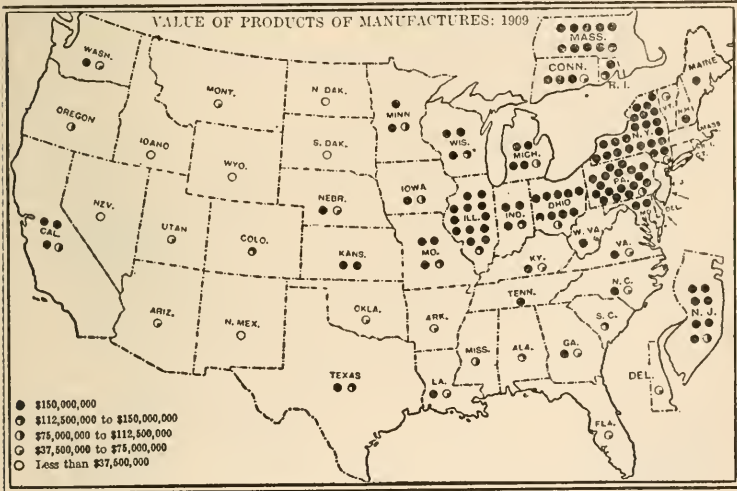 VALUE OF PRODUCTS OF MANUFACTURES: 1909
WASH.
OREGON
CAL.
NEV.
IDAHO
MONT.
WYO.
UTAH
COLO.
ARIZ.
N. MEX.
N. DAK.
S. DAK.
NEBR.
KANS.
OKLA.
TEXAS
MINN
IOWA
MO.
ARK.
LA.
WIS.
ILL.
MICH.
IND.
OHIO
KY.
TENN.
MISS.
ALA.
GA.
FLA.
S. C.
N. C.
VA.
W. VA.
PA.
N. Y.
VT.
N.H.
MAINE
MASS.
CONN.
R. I.
MASS
R. I.
CT.
N. J.
DEL.
MD.
N. J.
DEL.
$150,000,000
$112,500,000 to $150,000,000
$75,000,000 to $112,500,000
$37,500,000 to $75,000,000
Less than $37,500,000